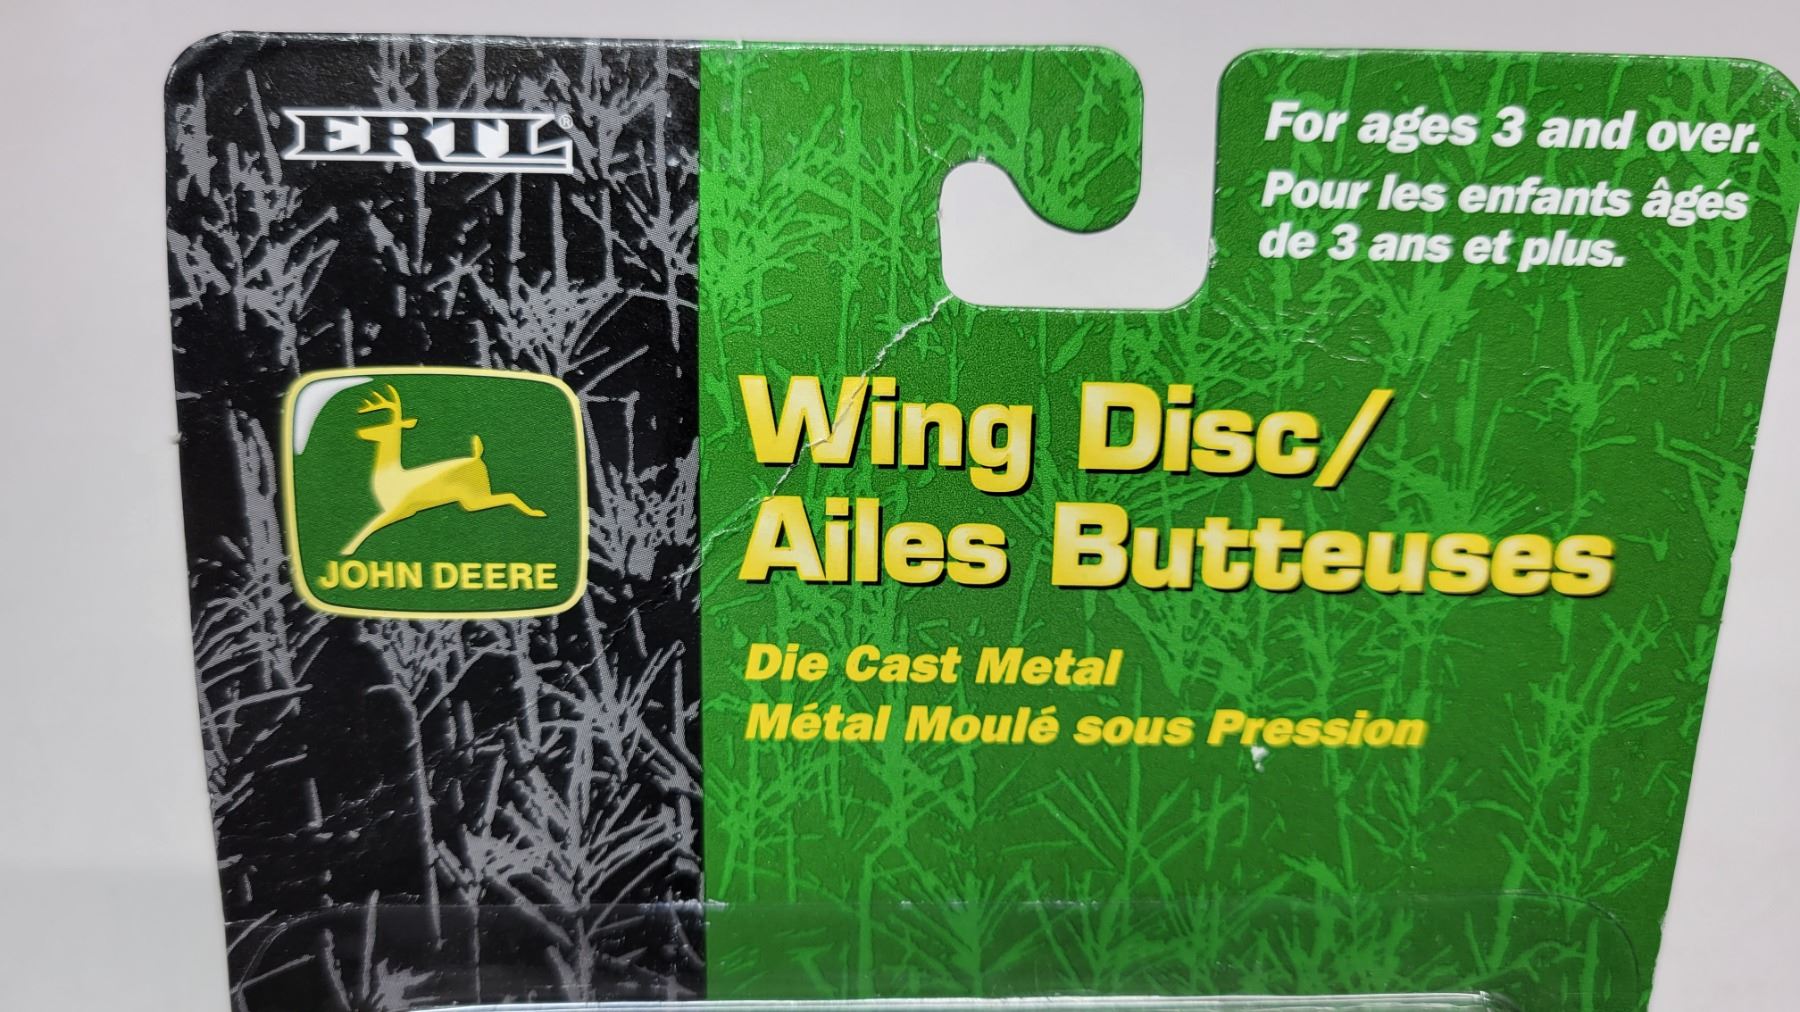 ERTL®
For ages 3 and over.
Pour les enfants âgés
de 3 ans et plus.
JOHN DEERE
Wing Disc/
Ailes Butteuses
Die Cast Metal
Métal Moulé sous Pression